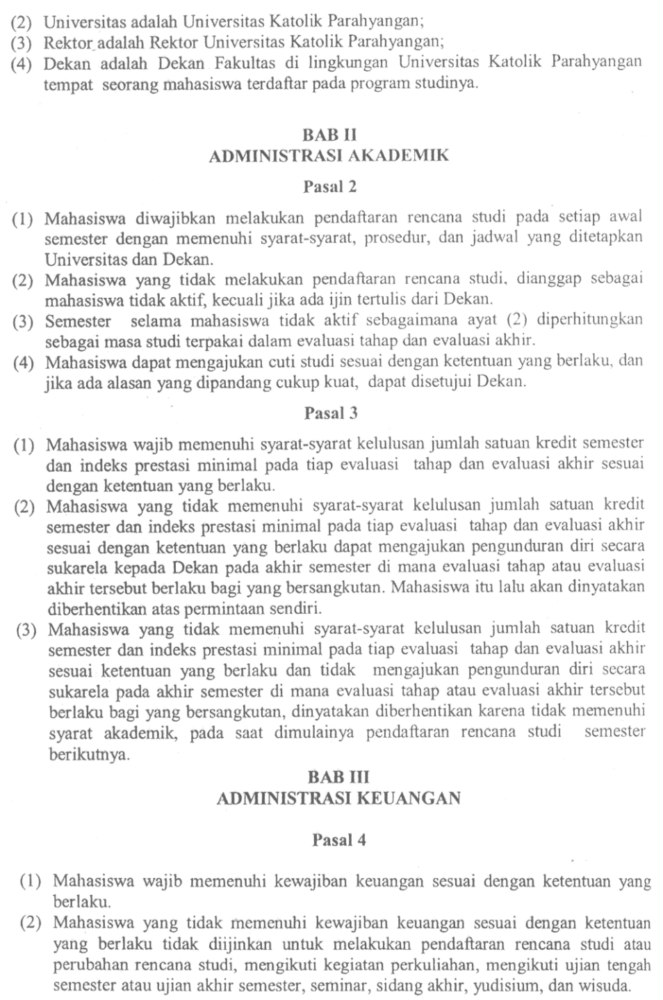 (2) Universitas adalah Universitas Katolik Parahyangan;
(3) Rektor adalah Rektor Universitas Katolik Parahyangan;
(4) Dekan adalah Dekan Fakultas di lingkungan Universitas Katolik Parahyangan
tempat seorang mahasiswa terdaftar pada program studinya.
BAB II
ADMINISTRASI AKADEMIK
Pasal 2
(1) Mahasiswa diwajibkan melakukan pendaftaran rencana studi pada setiap awal
semester dengan memenuhi syarat-syarat, prosedur, dan jadwal yang ditetapkan
Universitas dan Dekan.
(2) Mahasiswa yang tidak melakukan pendaftaran rencana studi, dianggap sebagai
mahasiswa tidak aktif, kecuali jika ada ijin tertulis dari Dekan.
(3) Semester selama mahasiswa tidak aktif sebagaimana ayat (2) diperhitungkan
sebagai masa studi terpakai dalam evaluasi tahap dan evaluasi akhir.
(4) Mahasiswa dapat mengajukan cuti studi sesuai dengan ketentuan yang berlaku, dan
jika ada alasan yang dipandang cukup kuat, dapat disetujui Dekan.
Pasal 3
(1) Mahasiswa wajib memenuhi syarat-syarat kelulusan jumlah satuan kredit semester
dan indeks prestasi minimal pada tiap evaluasi tahap dan evaluasi akhir sesuai
dengan ketentuan yang berlaku.
(2) Mahasiswa yang tidak memenuhi syarat-syarat kelulusan jumlah satuan kredit
semester dan indeks prestasi minimal pada tiap evaluasi tahap dan evaluasi akhir
sesuai dengan ketentuan yang berlaku dapat mengajukan pengunduran diri secara
sukarela kepada Dekan pada akhir semester di mana evaluasi tahap atau evaluasi
akhir tersebut berlaku bagi yang bersangkutan. Mahasiswa itu lalu akan dinyatakan
diberhentikan atas permintaan sendiri.
(3) Mahasiswa yang tidak memenuhi syarat-syarat kelulusan jumlah satuan kredit
semester dan indeks prestasi minimal pada tiap evaluasi tahap dan evaluasi akhir
sesuai ketentuan yang berlaku dan tidak mengajukan pengunduran diri secara
sukarela pada akhir semester di mana evaluasi tahap atau evaluasi akhir tersebut
berlaku bagi yang bersangkutan, dinyatakan diberhentikan karena tidak memenuhi
syarat akademik, pada saat dimulainya pendaftaran rencana studi semester
berikutnya.
BAB III
ADMINISTRASI KEUANGAN
Pasal 4
(1) Mahasiswa wajib memenuhi kewajiban keuangan sesuai dengan ketentuan yang
berlaku.
(2) Mahasiswa yang tidak memenuhi kewajiban keuangan sesuai dengan ketentuan
yang berlaku tidak diijinkan untuk melakukan pendaftaran rencana studi atau
perubahan rencana studi, mengikuti kegiatan perkuliahan, mengikuti ujian tengah
semester atau ujian akhir semester, seminar, sidang akhir, yudisium, dan wisuda.